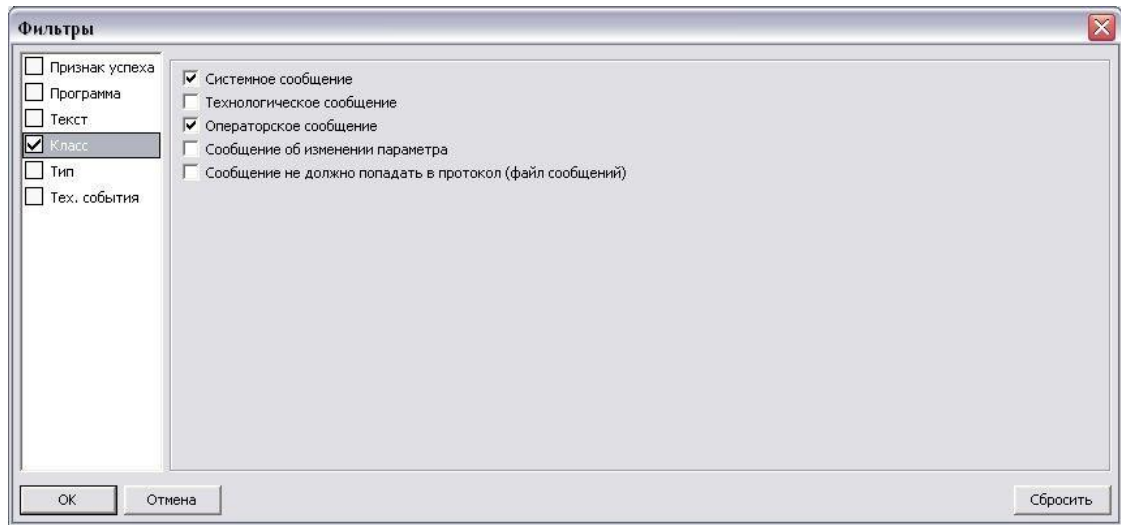 Фильтры
Признак успеха
Программа
Текст
Класс
Тип
Тех. события
Системное сообщение
Технологическое сообщение
Операторское сообщение
Сообщение об изменении параметра
Сообщение не должно попадать в протокол (файл сообщений)
ОК
Отмена
Сбросить